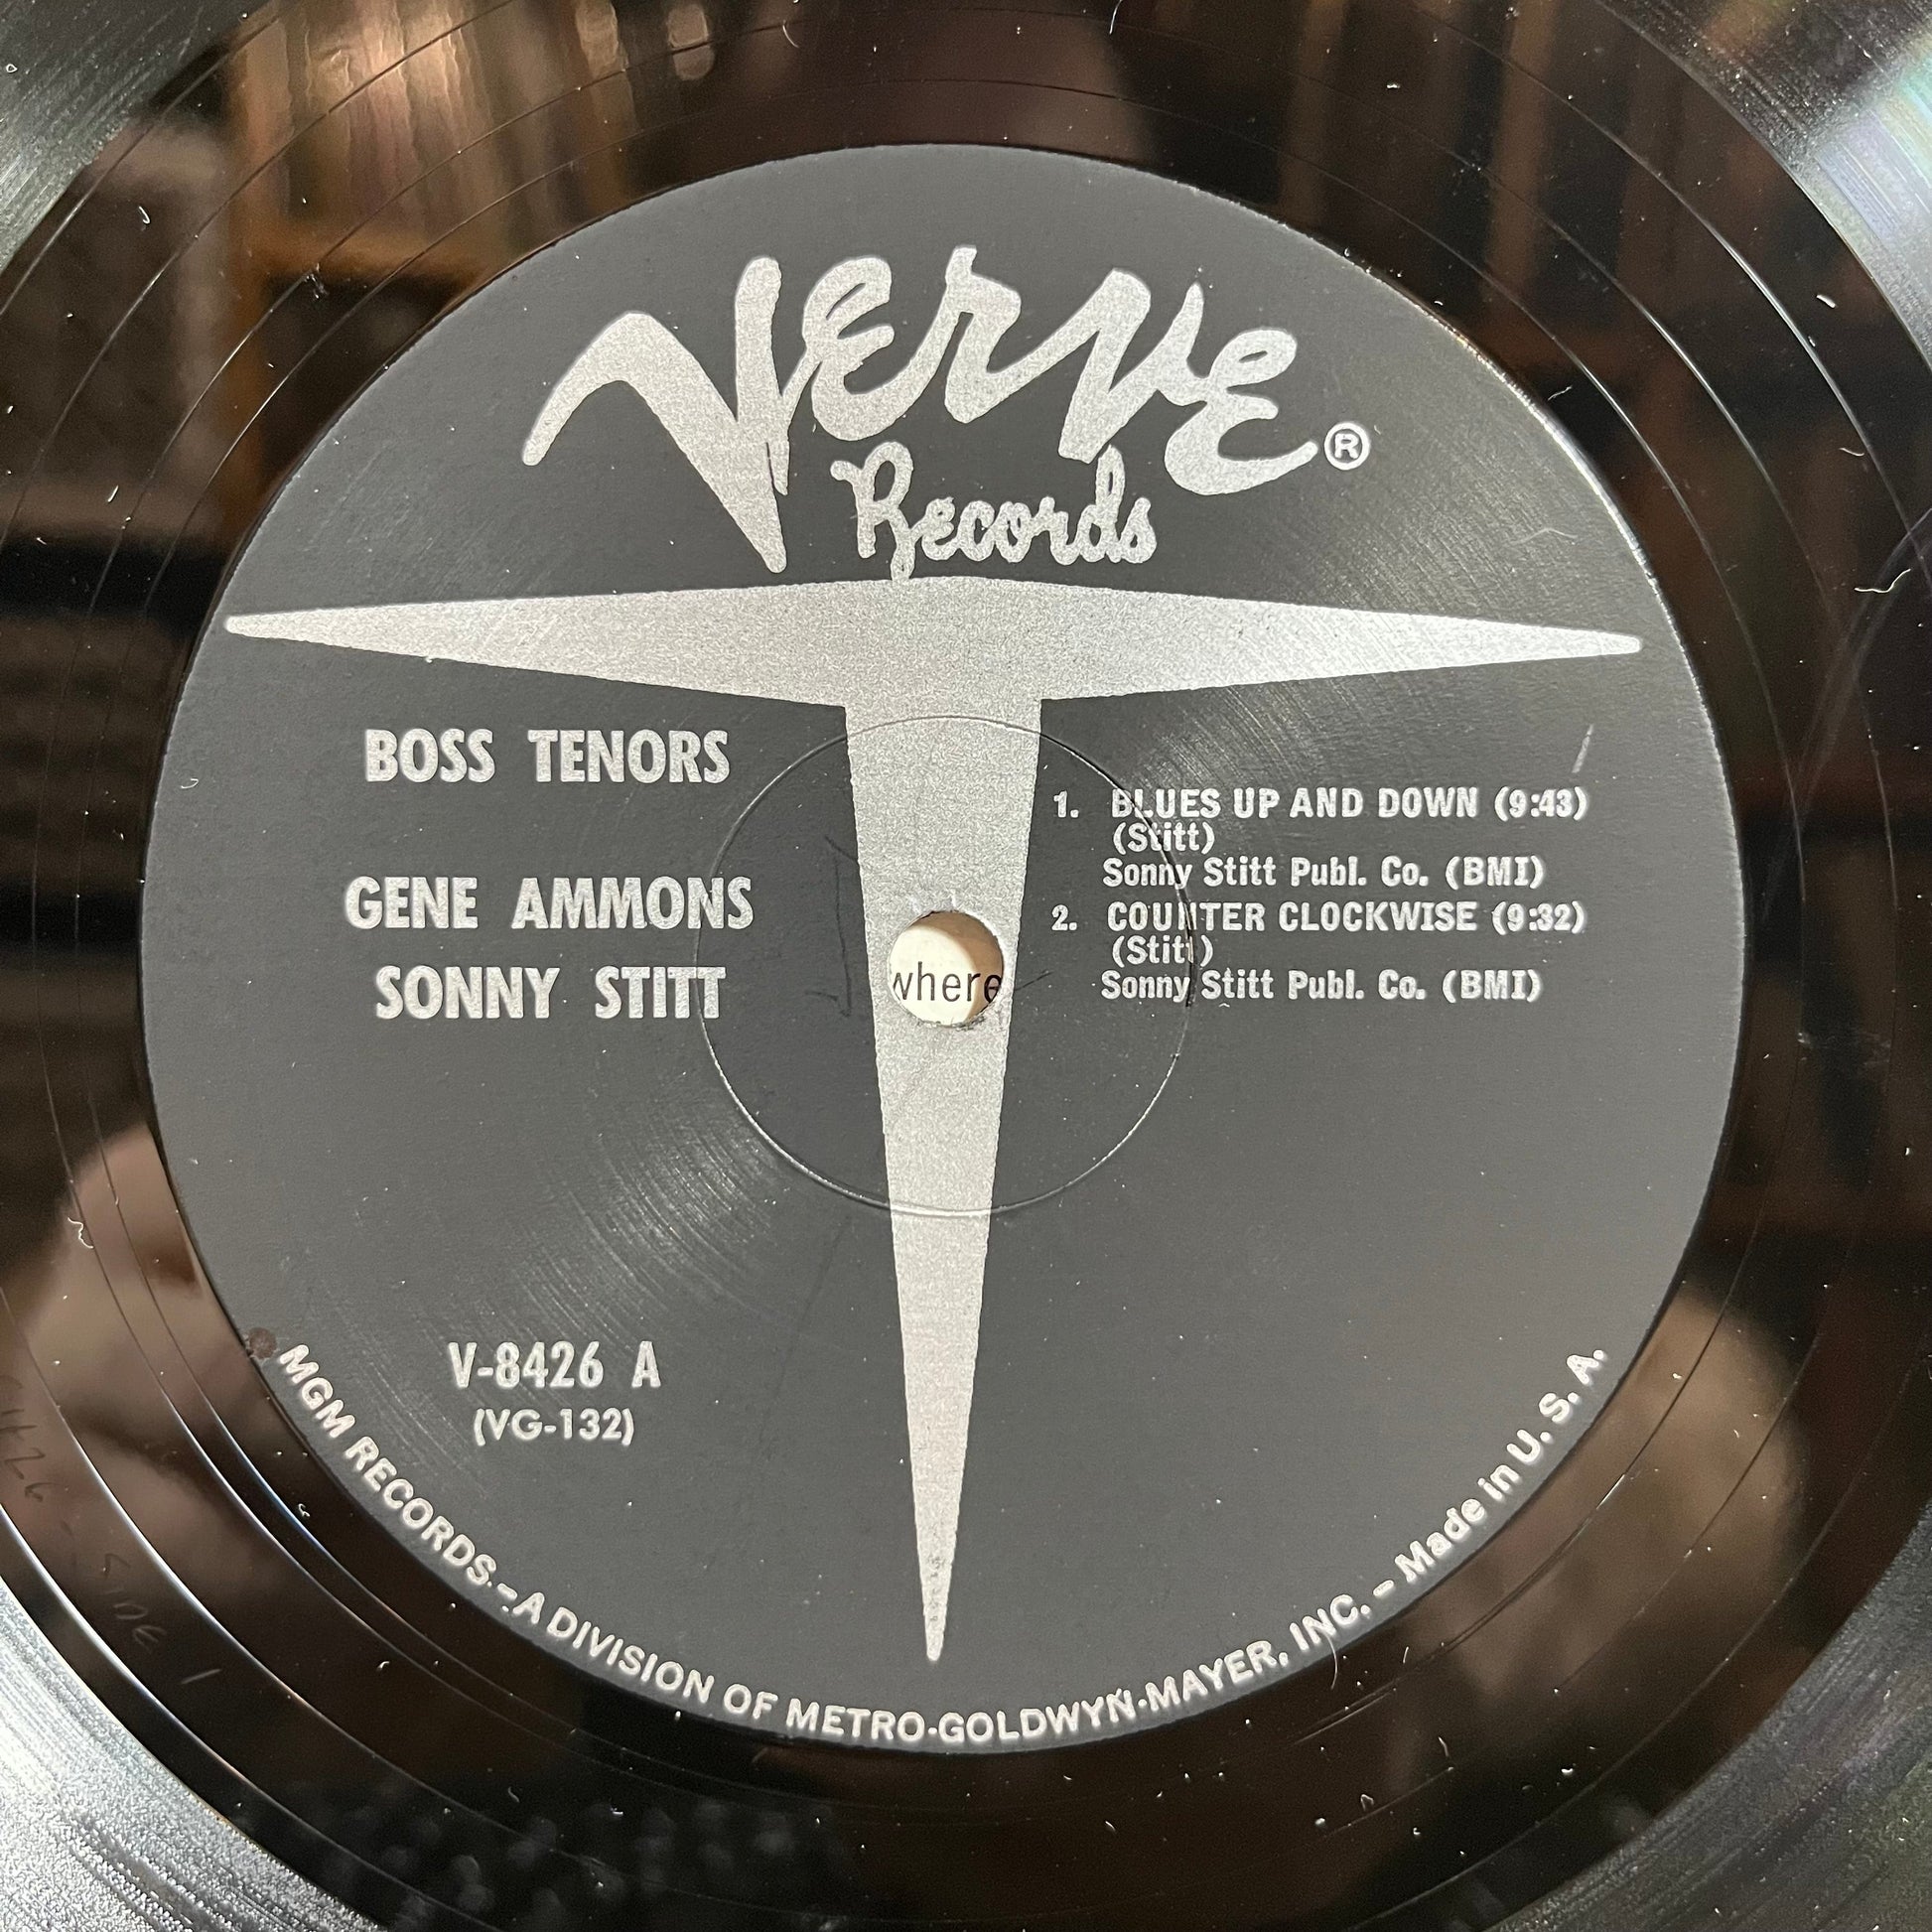 Verve ®
Records
BOSS TENORS
GENE AMMONS
SONNY STITT
1. BLUES UP AND DOWN (9:43)
(Stitt)
Sonny Stitt Publ. Co. (BMI)
2. COUNTER CLOCKWISE (9:32)
(Stitt)
Sonny Stitt Publ. Co. (BMI)
where
V-8426 A
(VG-132)
MGM RECORDS.-A DIVISION OF METRO-GOLDWYN-MAYER, INC. - Made in U. S. A.
SIDE 1